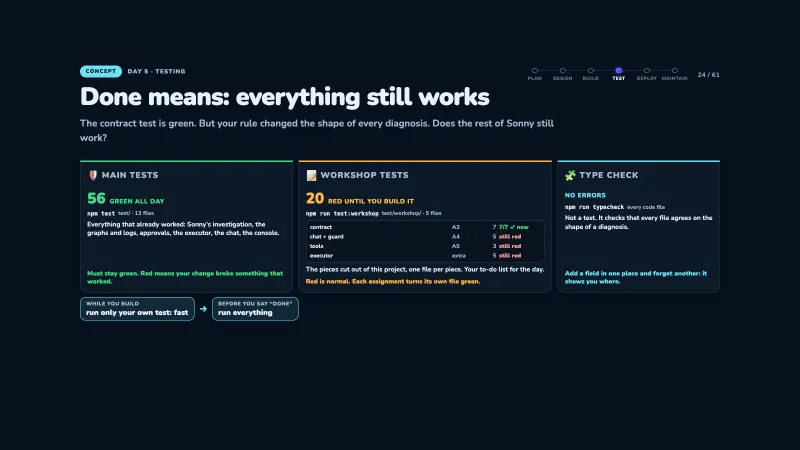 CONCEPT DAY 5 · TESTING
PLAN DESIGN BUILD TEST DEPLOY MAINTAIN
24 / 61
Done means: everything still works
The contract test is green. But your rule changed the shape of every diagnosis. Does the rest of Sonny still
work?
MAIN TESTS
56 GREEN ALL DAY
npm test test/ · 13 files
Everything that already worked: Sonny's investigation, the
graphs and logs, approvals, the executor, the chat, the console.
Must stay green. Red means your change broke something that
worked.
WORKSHOP TESTS
20 RED UNTIL YOU BUILD IT
npm run test:workshop test/workshop/ · 5 files
contract A3 7 7/7 ✓ now
chat + guard A4 5 still red
tools A5 3 still red
executor extra 5 still red
The pieces cut out of this project, one file per piece. Your to-do list for the day.
Red is normal. Each assignment turns its own file green.
TYPE CHECK
NO ERRORS
npm run typecheck every code file
Not a test. It checks that every file agrees on the
shape of a diagnosis.
Add a field in one place and forget another: it
shows you where.
WHILE YOU BUILD
run only your own test: fast
➜
BEFORE YOU SAY "DONE"
run everything